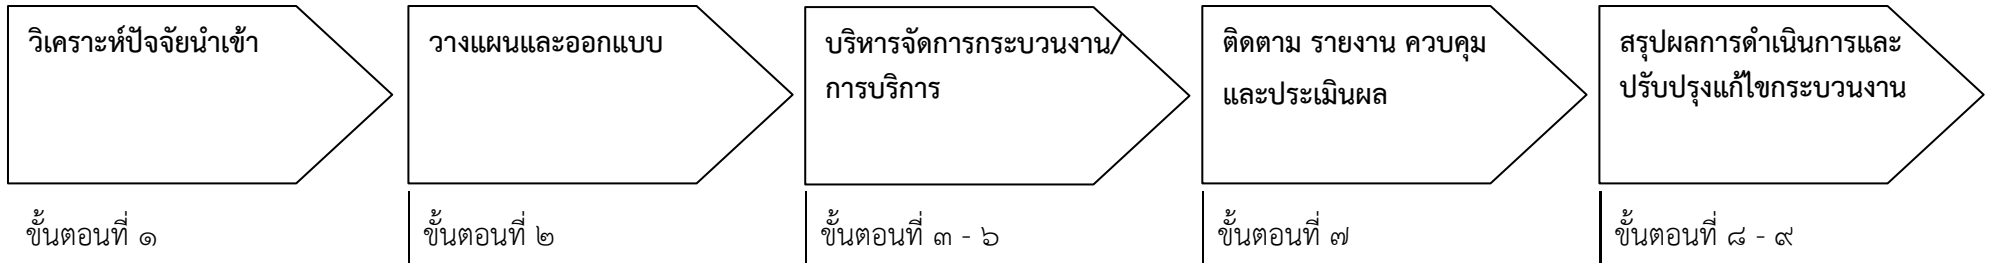 วิเคราะห์ปัจจัยนำเข้า
วางแผนและออกแบบ
บริหารจัดการกระบวนงาน/
การบริการ
ติดตาม รายงาน ควบคุม
และประเมินผล
สรุปผลการดำเนินการและ
ปรับปรุงแก้ไขกระบวนงาน
ขั้นตอนที่ ๑
ขั้นตอนที่ ๒
ขั้นตอนที่ ๓ - ๖
ขั้นตอนที่ ๗
ขั้นตอนที่ ๘ - ๙